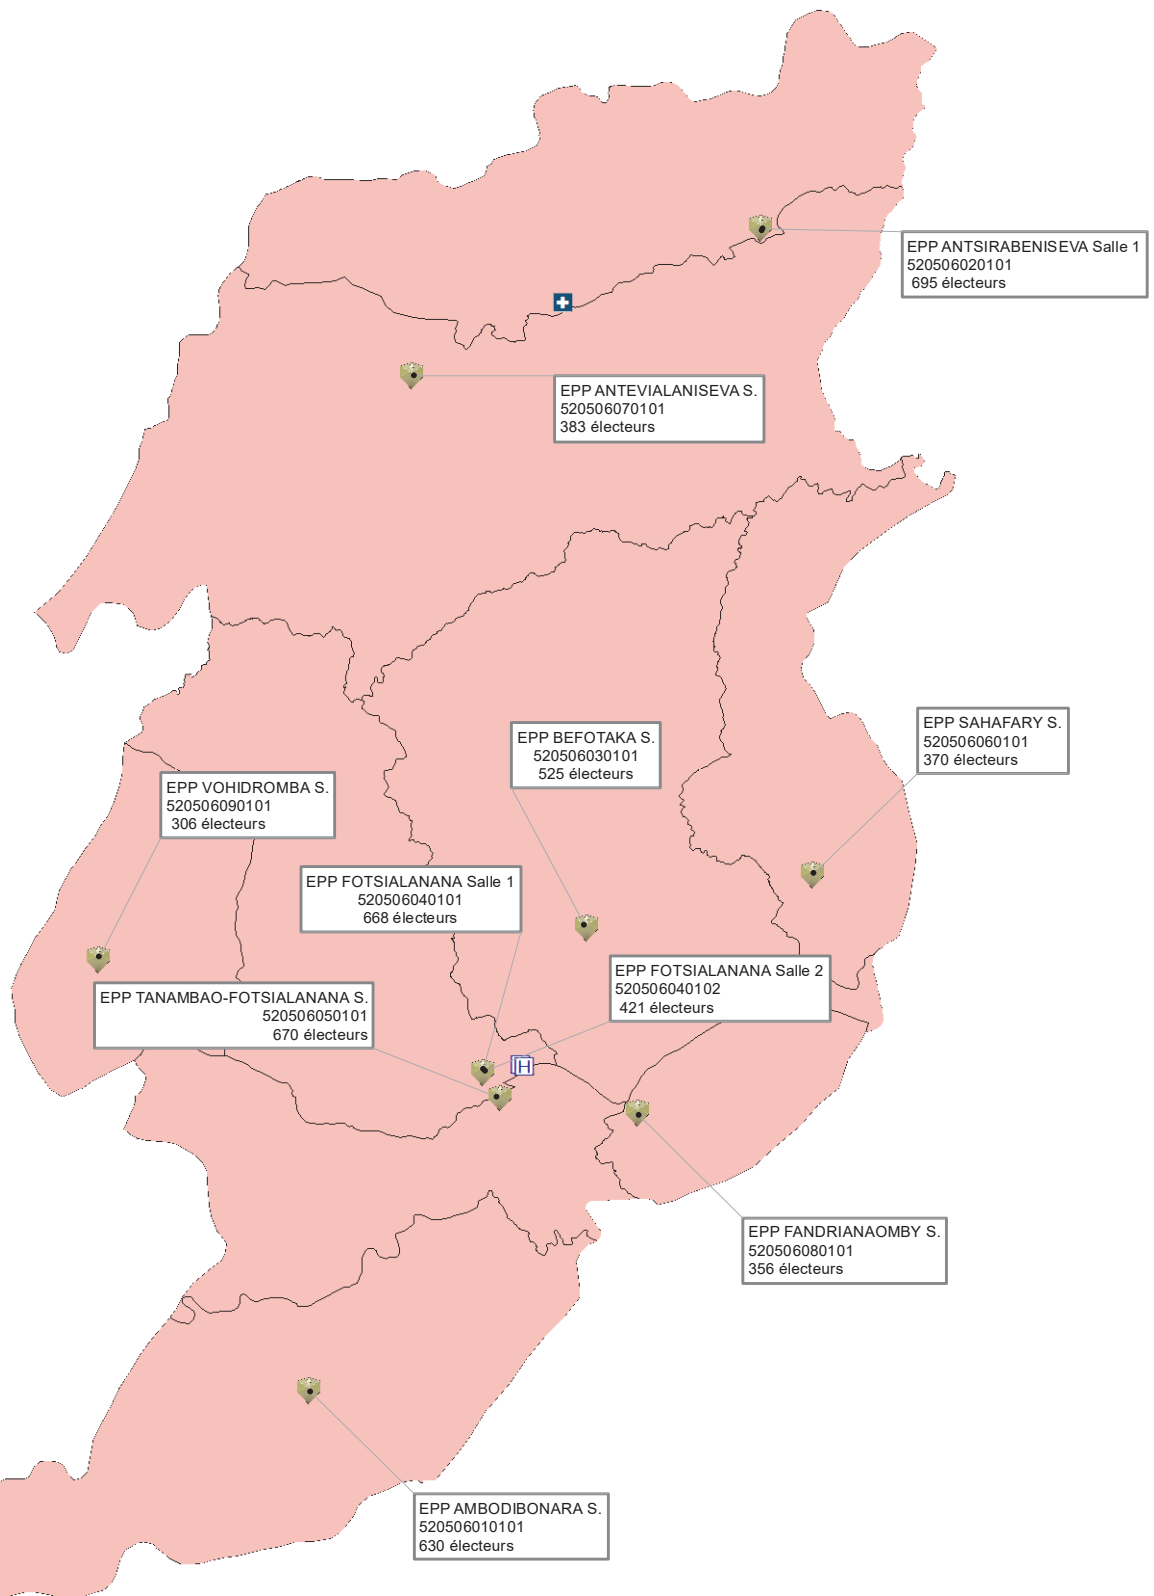 EPP ANTSIRABENISEVA Salle 1
520506020101
695 électeurs
EPP ANTEVIALANISEVA S.
520506070101
383 électeurs
EPP SAHAFARY S.
520506060101
370 électeurs
EPP BEFOTAKA S.
520506030101
525 électeurs
EPP VOHIDROMBA S.
520506090101
306 électeurs
EPP FOTSIALANANA Salle 1
520506040101
668 électeurs
EPP FOTSIALANANA Salle 2
520506040102
421 électeurs
EPP TANAMBAO-FOTSIALANANA S.
520506050101
670 électeurs
H
EPP FANDRIANAOMBY S.
520506080101
356 électeurs
EPP AMBODIBONARA S.
520506010101
630 électeurs